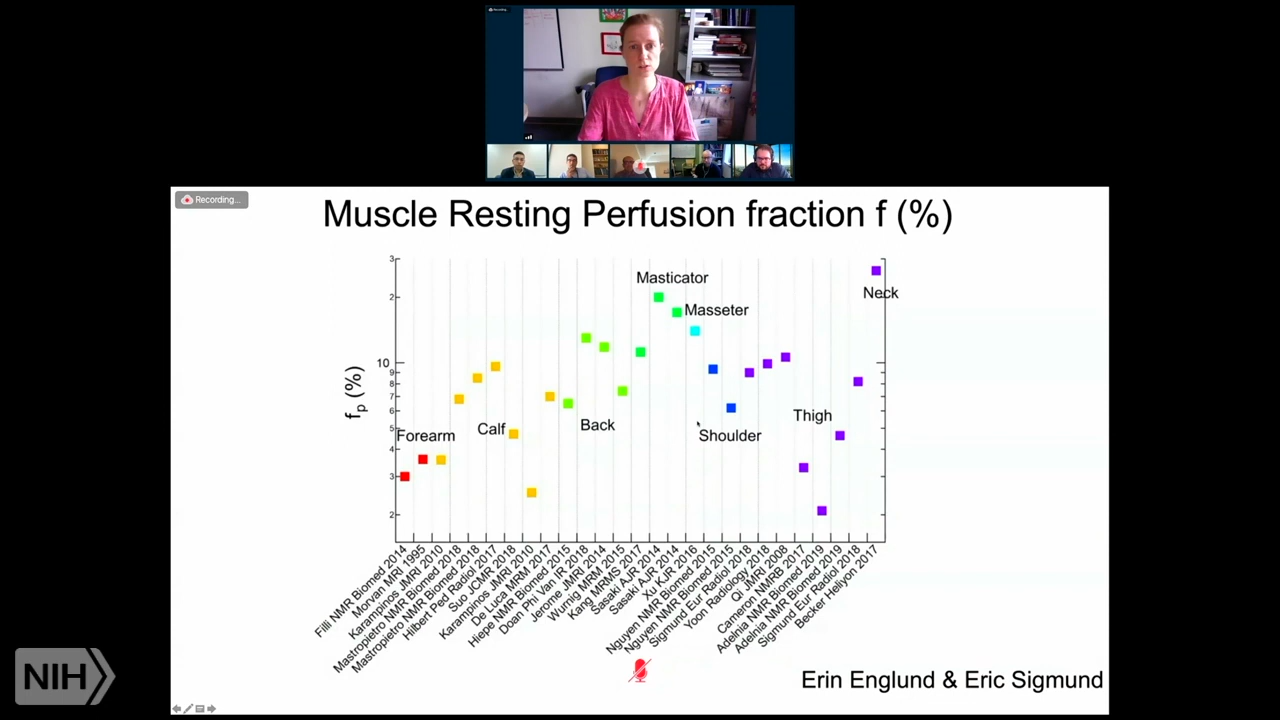 Recording...
Recording...
Muscle Resting Perfusion fraction f (%)
3
2
10
9
8
7
6
5
4
3
2
fp (%)
Masticator
Masseter
Neck
Forearm
Calf
Back
Shoulder
Thigh
Filli NMR Biomed 2014
Morvan MRI 1995
Karampinos JMRI 2010
Mastropietro NMR Biomed 2018
Mastropietro NMR Biomed 2018
Hilbert Ped Radiol 2017
Suo JCMR 2018
Karampinos JMRI 2010
De Luca MRM 2017
Hiepe NMR Biomed 2015
Doan Phi Van IR 2018
Jerome JMRI 2014
Wurnig MRM 2015
Kang MRMS 2017
Sasaki AJR 2014
Sasaki AJR 2014
Xu KJR 2016
Nguyen NMR Biomed 2015
Nguyen NMR Biomed 2015
Sigmund Eur Radiol 2018
Yoon Radiology 2018
Qi JMRI 2008
Cameron NMRB 2017
Adelnia NMR Biomed 2019
Adelnia NMR Biomed 2019
Sigmund Eur Radiol 2018
Becker Heliyon 2017
NIH
Erin Englund & Eric Sigmund